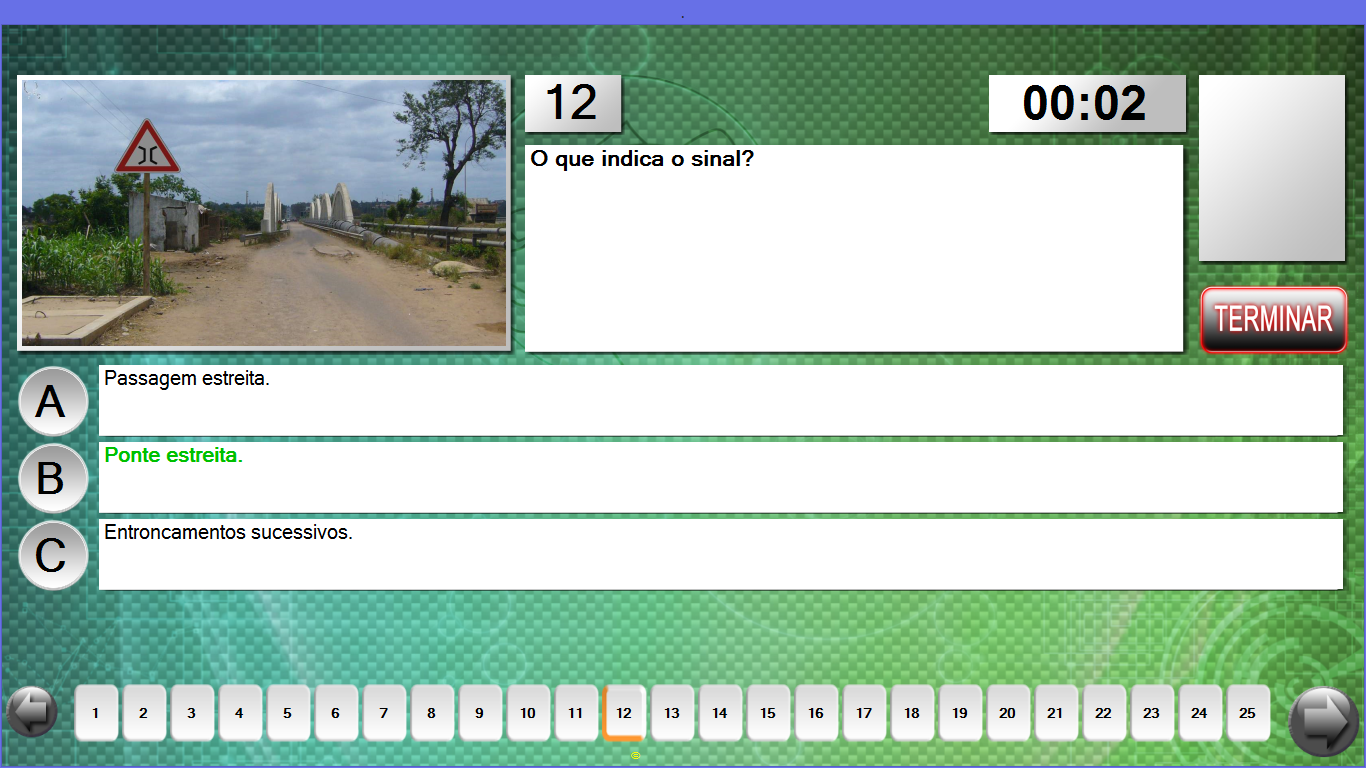 12
00:02
O que indica o sinal?
TERMINAR
A
Passagem estreita.
B
Ponte estreita.
C
Entroncamentos sucessivos.
1 2 3 4 5 6 7 8 9 10 11 12 13 14 15 16 17 18 19 20 21 22 23 24 25
©